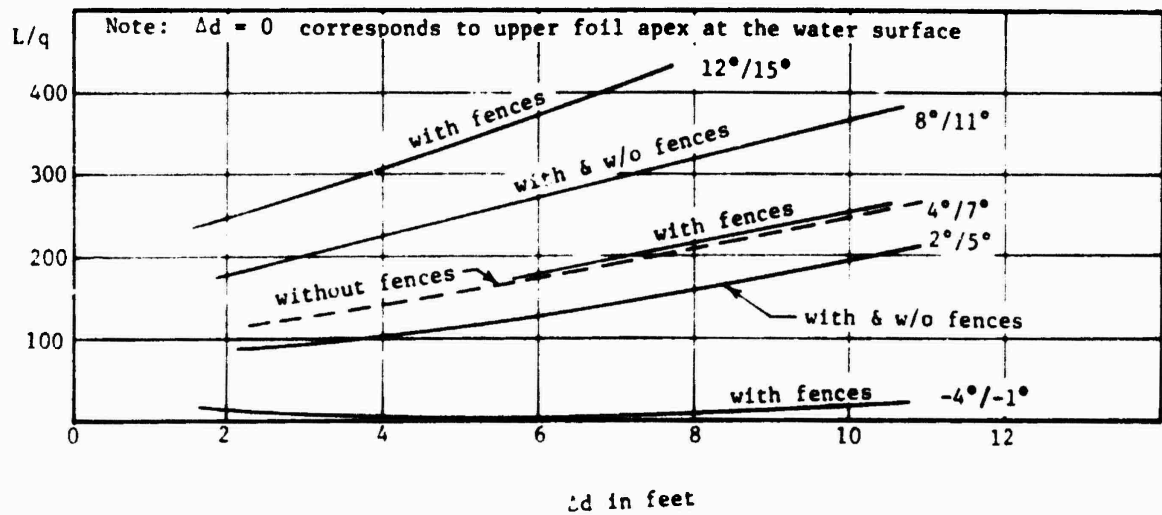 Note: Δd = 0 corresponds to upper foil apex at the water surface
L/q
12°/15°
400
with fences
8°/11°
with & w/o fences
300
with fences
4°/7°
200
2°/5°
without fences
with & w/o fences
100
with fences
-4°/-1°
0 2 4 6 8 10 12
Δd in feet